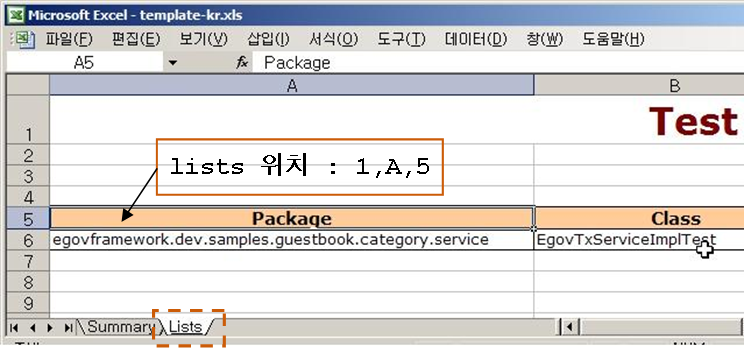 Microsoft Excel - template-kr.xls
파일(F) 편집(E) 보기(V) 삽입(I) 서식(O) 도구(T) 데이터(D) 창(W) 도움말(H)
A5 fx Package
A B
1 Test
2
3
lists 위치 : 1,A,5
4
5 Package Class
6 egovframework.dev.samples.guestbook.category.service EgovTxServiceImplTest
7
8
9
Summary Lists